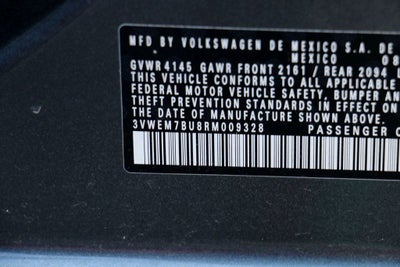 MFD BY VOLKSWAGEN DE MEXICO S.A. DE
MEXICO 08
GVWR 4145 GAWR FRONT 2161 / REAR 2094 L
THIS VEHICLE CONFORMS TO ALL APPLICABLE
FEDERAL MOTOR VEHICLE SAFETY, BUMPER AND
THEFT PREVENTION STANDARDS IN EFFECT ON
THE DATE OF MANUFACTURE SHOWN ABOVE.
3VWEM7BU8RM009328 PASSENGER C